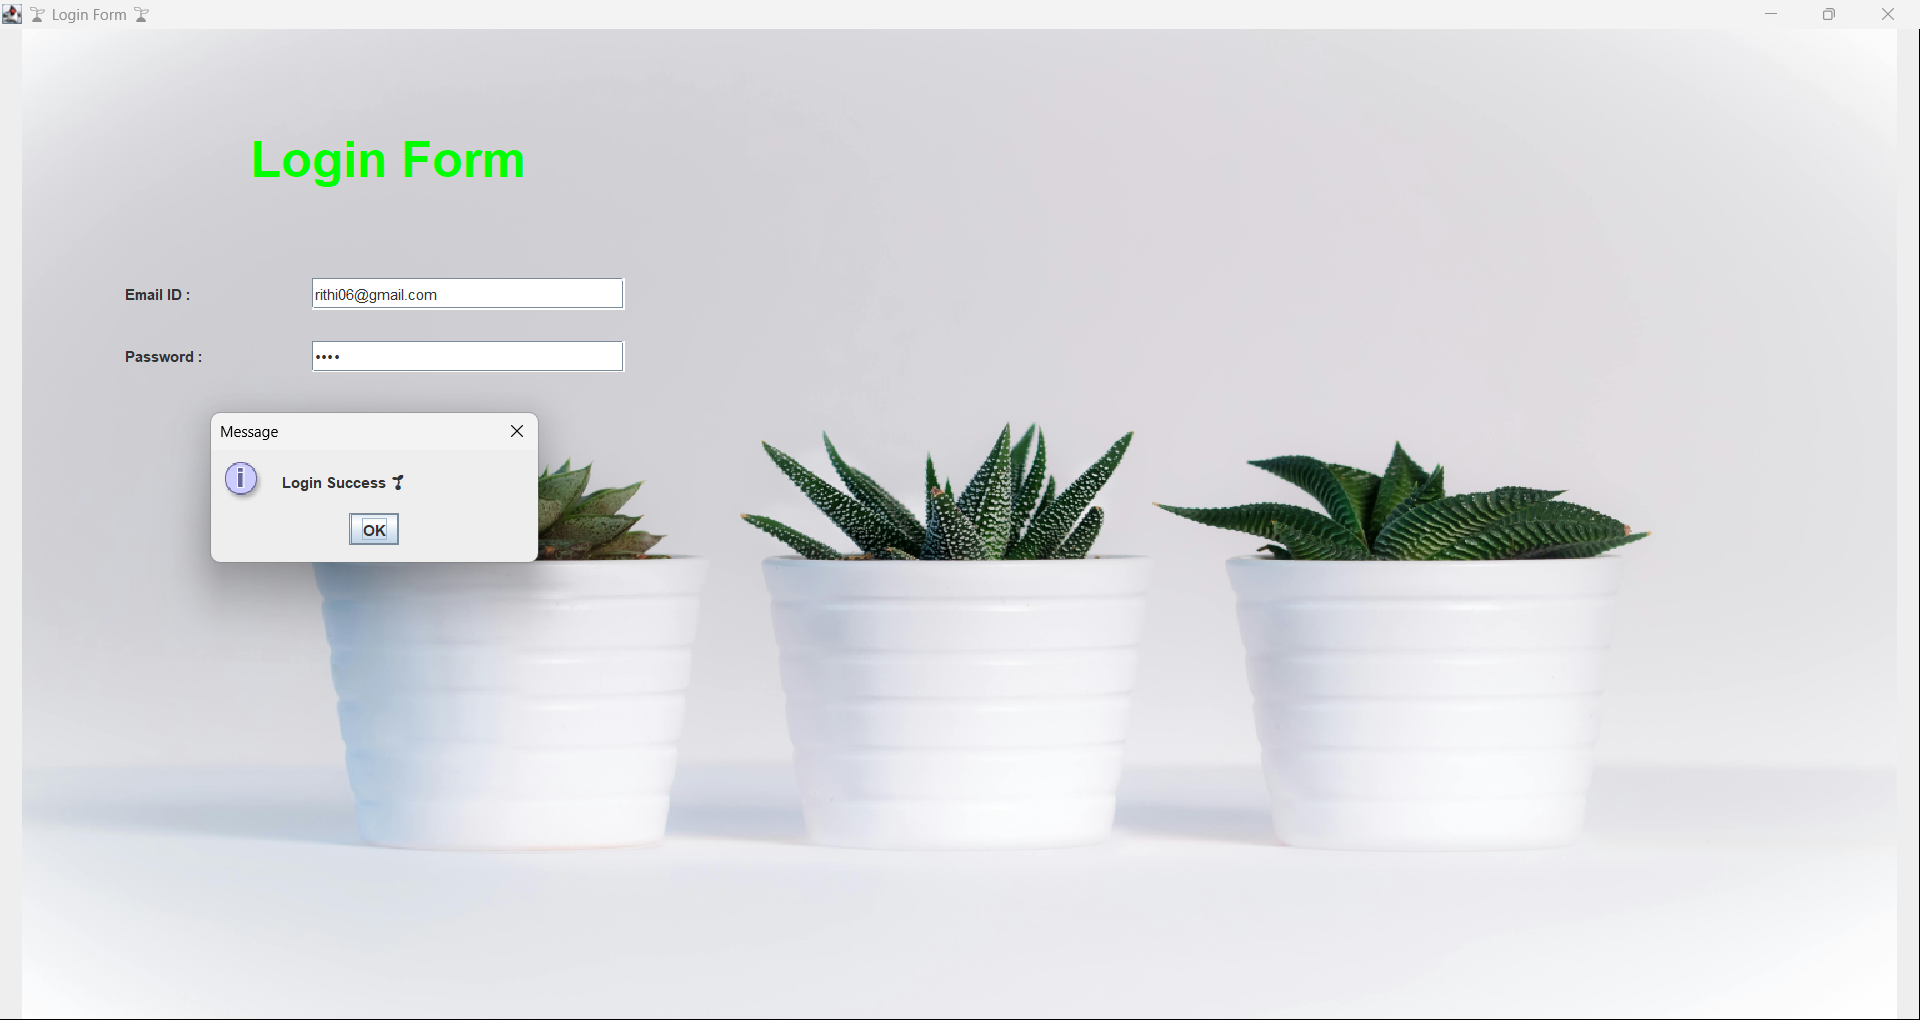 🌱 Login Form 🌱
Login Form
Email ID :
rithi06@gmail.com
Password :
••••
Message
Login Success 🌱
OK